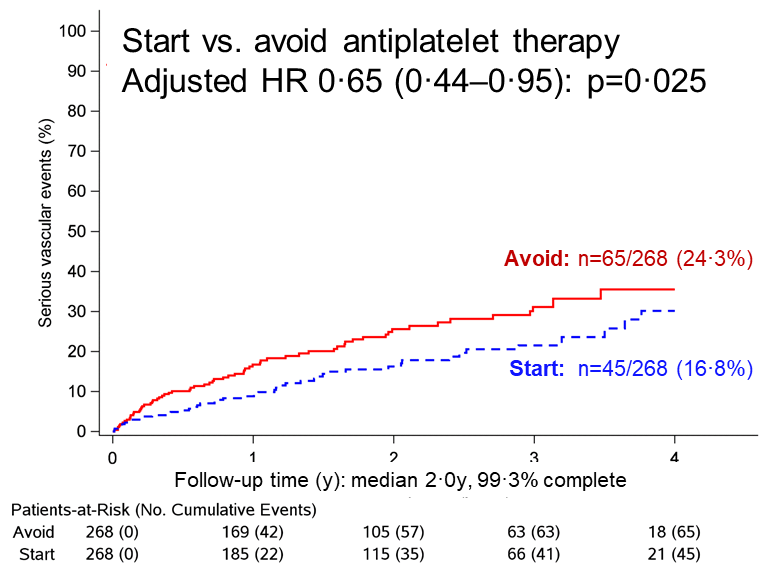 Start vs. avoid antiplatelet therapy
Adjusted HR 0·65 (0·44–0·95): p=0·025
Serious vascular events (%)
100
90
80
70
60
50
40
30
20
10
0
Avoid: n=65/268 (24·3%)
Start: n=45/268 (16·8%)
0 1 2 3 4
Follow-up time (y): median 2·0y, 99·3% complete
Patients-at-Risk (No. Cumulative Events)
Avoid 268 (0) 169 (42) 105 (57) 63 (63) 18 (65)
Start 268 (0) 185 (22) 115 (35) 66 (41) 21 (45)